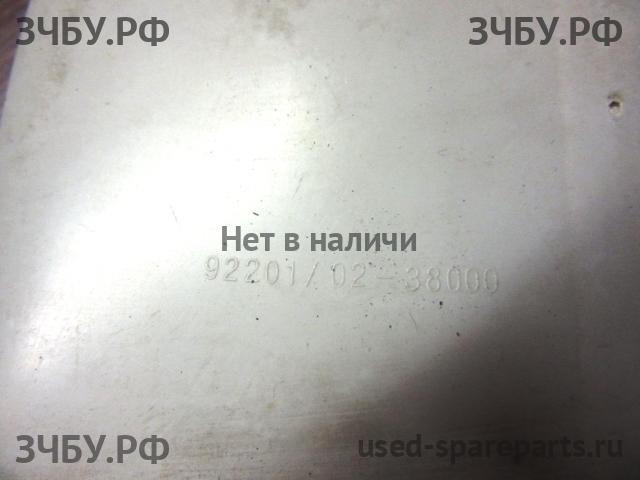 ЗЧБУ.РФ ЗЧБУ.РФ
Нет в наличи
92201/02-38000
ЗЧБУ.РФ used-spareparts.ru